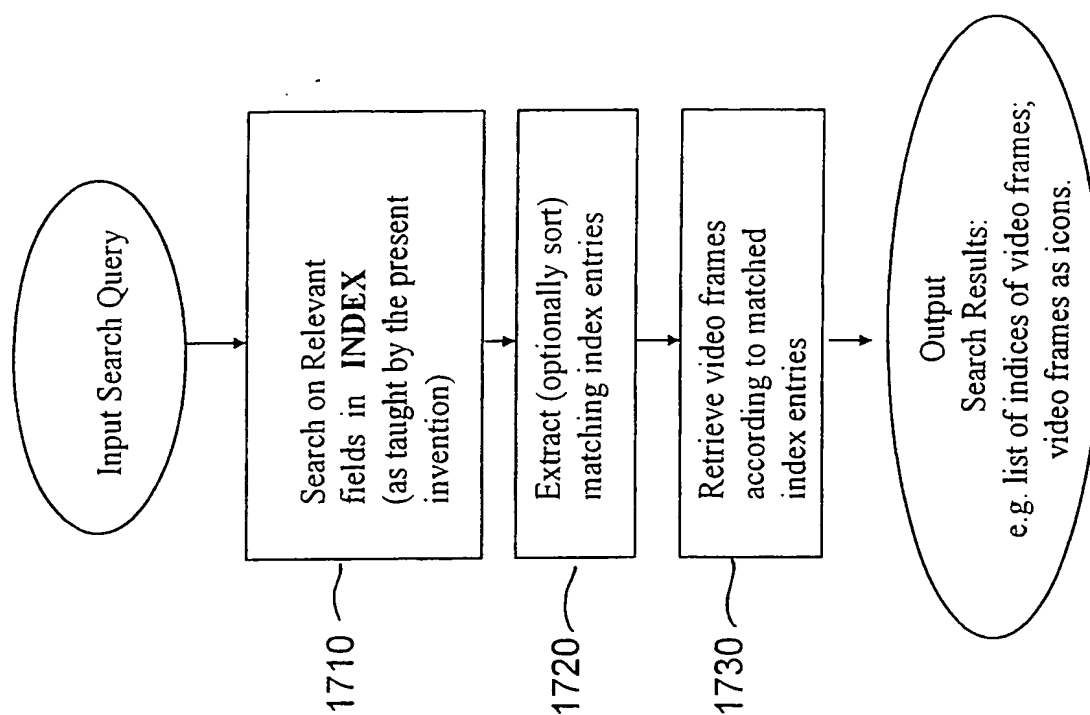 Input Search Query
1710
Search on Relevant
fields in INDEX
(as taught by the present
invention)
1720
Extract (optionally sort)
matching index entries
1730
Retrieve video frames
according to matched
index entries
Output
Search Results:
e.g. list of indices of video frames;
video frames as icons.